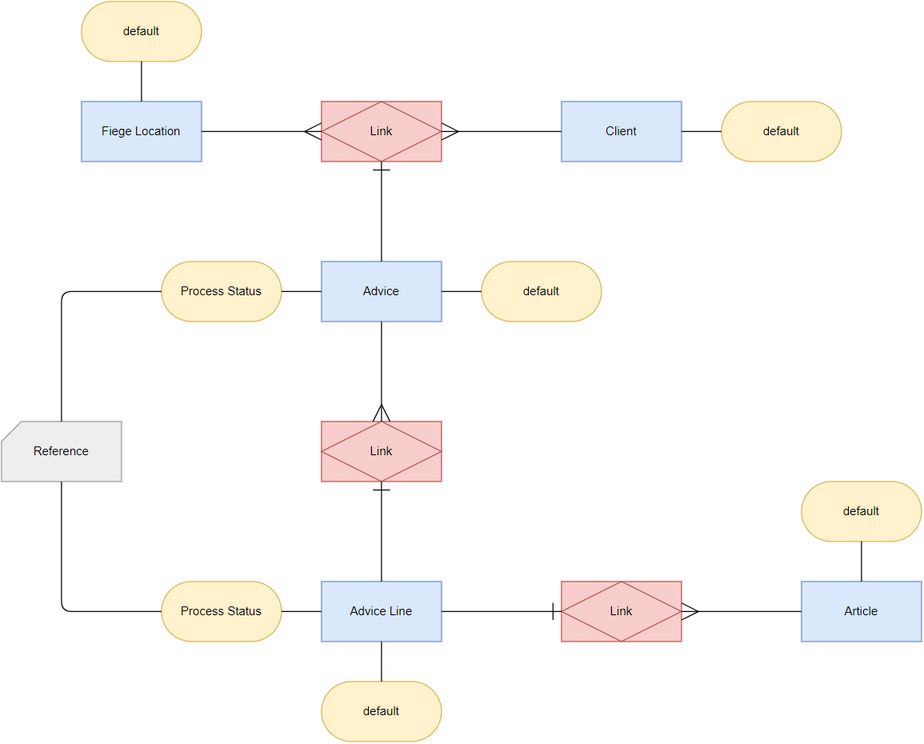 default
Fiege Location
Link
Client
default
Process Status
Advice
default
Reference
Link
default
Process Status
Advice Line
Link
Article
default